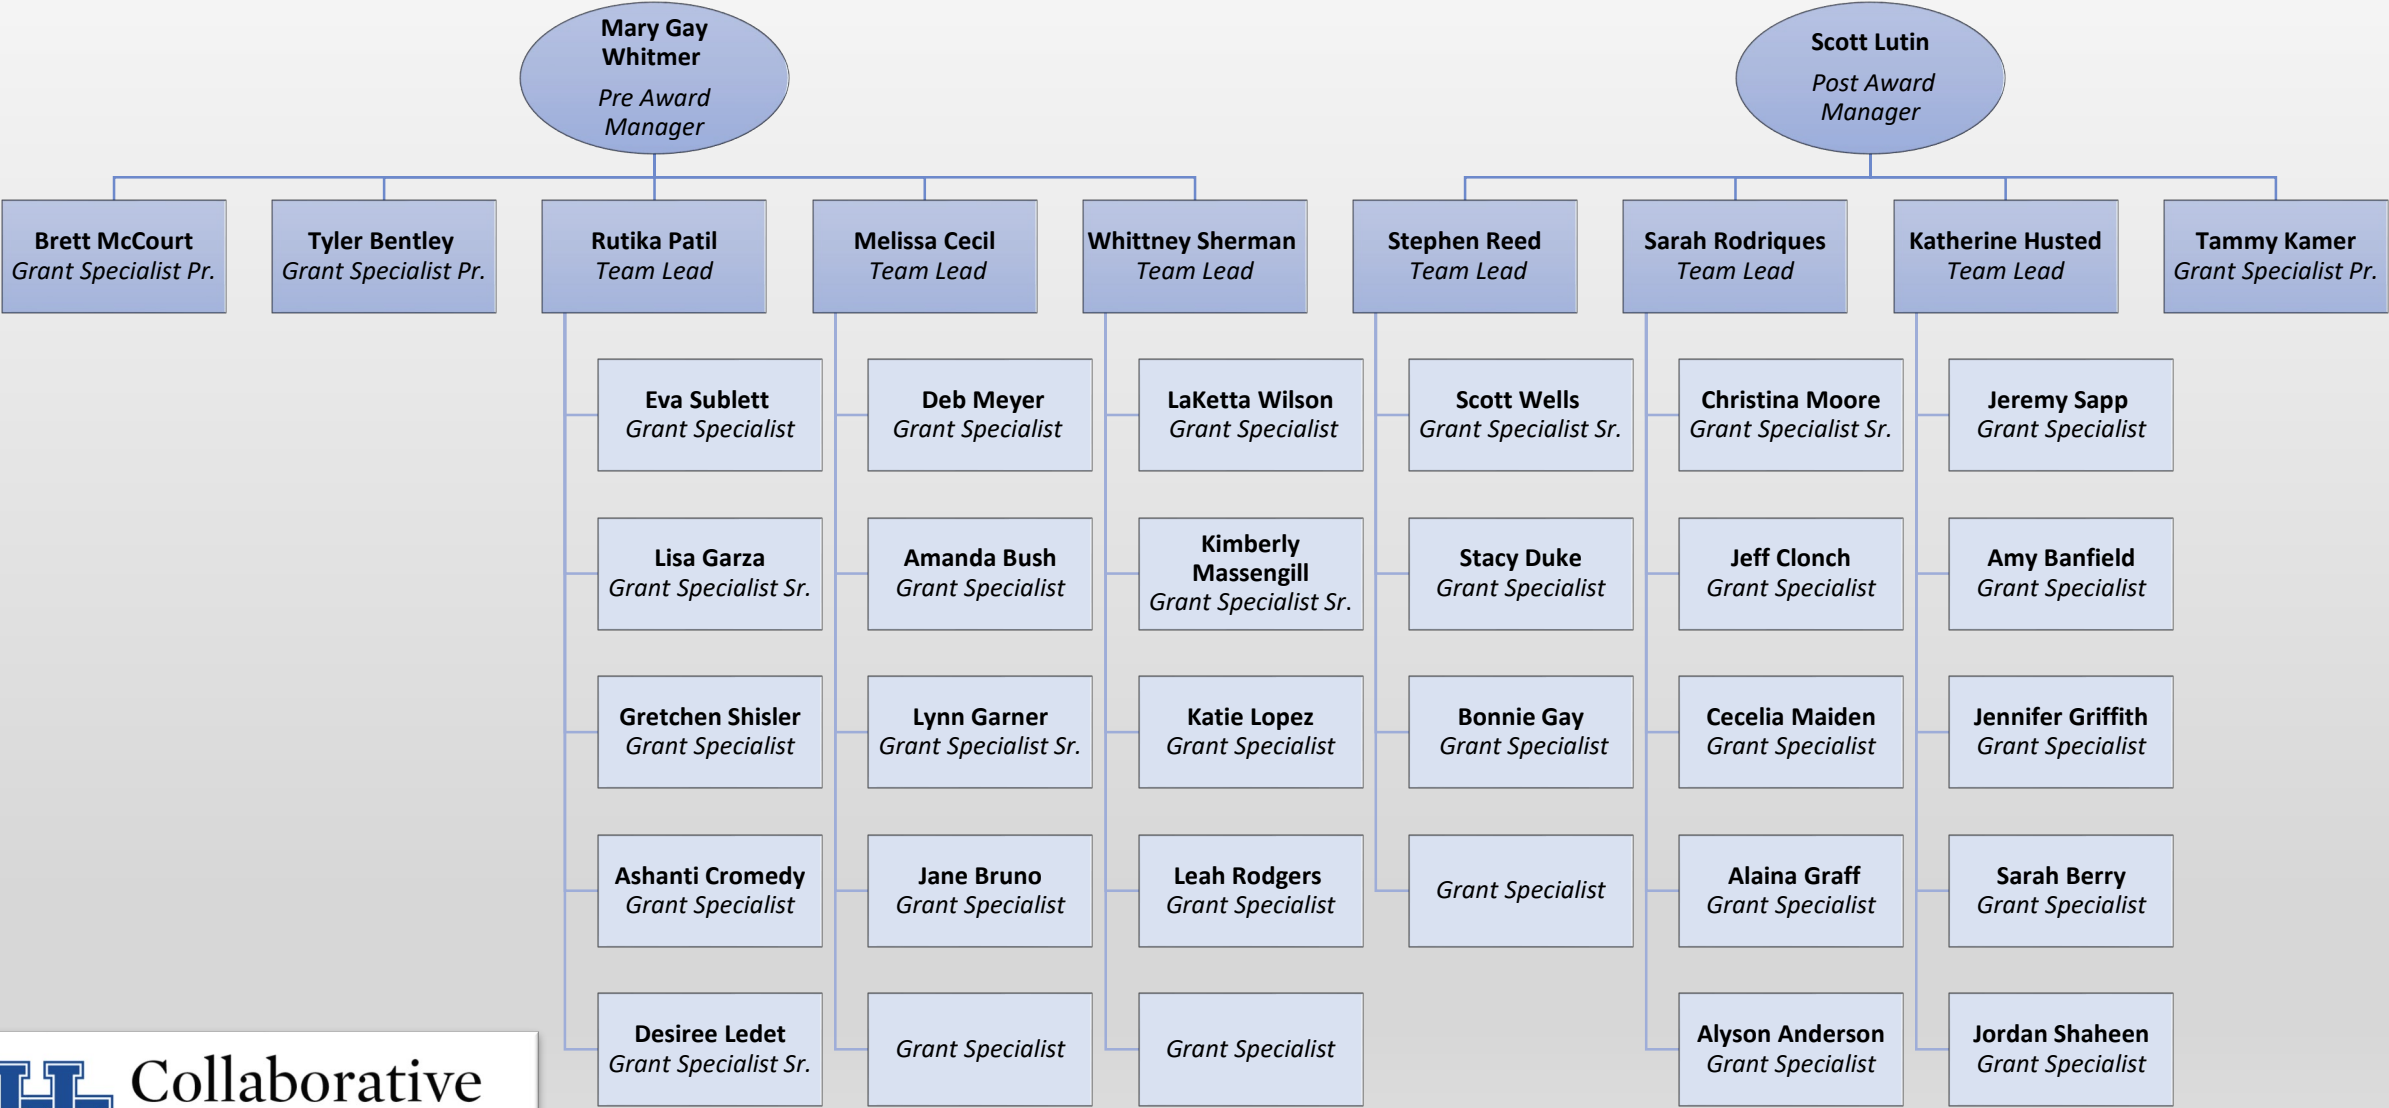 Mary Gay
Whitmer
Pre Award
Manager
Scott Lutin
Post Award
Manager
Brett McCourt
Grant Specialist Pr.
Tyler Bentley
Grant Specialist Pr.
Rutika Patil
Team Lead
Melissa Cecil
Team Lead
Whittney Sherman
Team Lead
Stephen Reed
Team Lead
Sarah Rodriques
Team Lead
Katherine Husted
Team Lead
Tammy Kamer
Grant Specialist Pr.
Eva Sublett
Grant Specialist
Deb Meyer
Grant Specialist
LaKetta Wilson
Grant Specialist
Scott Wells
Grant Specialist Sr.
Christina Moore
Grant Specialist Sr.
Jeremy Sapp
Grant Specialist
Lisa Garza
Grant Specialist Sr.
Amanda Bush
Grant Specialist
Kimberly
Massengill
Grant Specialist Sr.
Stacy Duke
Grant Specialist
Jeff Clonch
Grant Specialist
Amy Banfield
Grant Specialist
Gretchen Shisler
Grant Specialist
Lynn Garner
Grant Specialist Sr.
Katie Lopez
Grant Specialist
Bonnie Gay
Grant Specialist
Cecelia Maiden
Grant Specialist
Jennifer Griffith
Grant Specialist
Ashanti Cromedy
Grant Specialist
Jane Bruno
Grant Specialist
Leah Rodgers
Grant Specialist
Grant Specialist
Alaina Graff
Grant Specialist
Sarah Berry
Grant Specialist
Desiree Ledet
Grant Specialist Sr.
Grant Specialist
Grant Specialist
Alyson Anderson
Grant Specialist
Jordan Shaheen
Grant Specialist
Collaborative